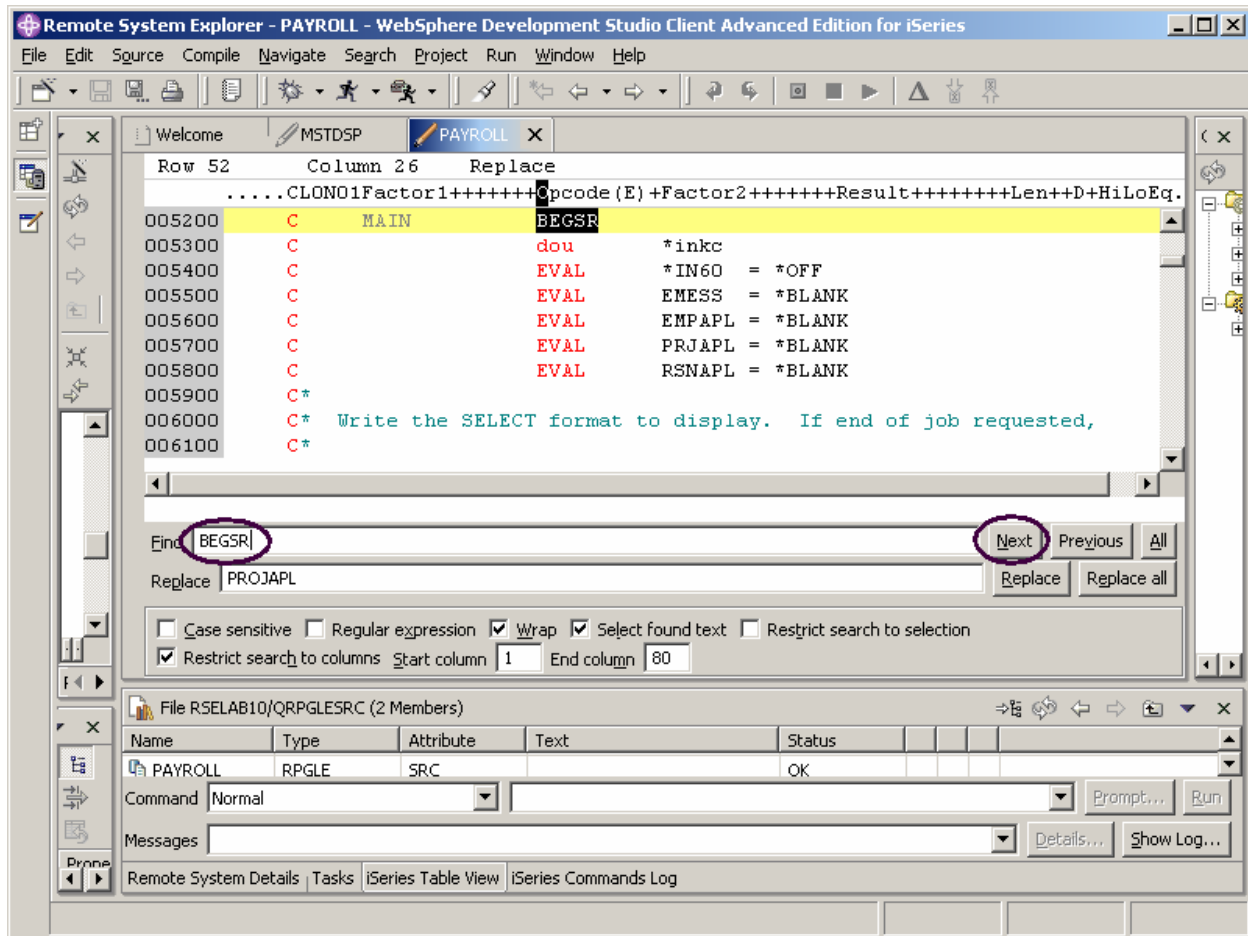 Remote System Explorer - PAYROLL - WebSphere Development Studio Client Advanced Edition for iSeries
File Edit Source Compile Navigate Search Project Run Window Help
Welcome MSTDSP PAYROLL
Row 52 Column 26 Replace
.....CLON01Factor1+++++++Opcode(E)+Factor2+++++++Result++++++++Len++D+HiLoEq.
005200 C MAIN BEGSR
005300 C dou *inkc
005400 C EVAL *IN60 = *OFF
005500 C EVAL EMESS = *BLANK
005600 C EVAL EMPAPL = *BLANK
005700 C EVAL PRJAPL = *BLANK
005800 C EVAL RSNAPL = *BLANK
005900 C*
006000 C* Write the SELECT format to display. If end of job requested,
006100 C*
Find BEGSR Next Previous All
Replace PROJAPL Replace Replace all
Case sensitive Regular expression Wrap Select found text Restrict search to selection
Restrict search to columns Start column 1 End column 80
File RSELAB10/QRPGLESRC (2 Members)
Name Type Attribute Text Status
PAYROLL RPGLE SRC OK
Command Normal Prompt... Run
Messages Details... Show Log...
Remote System Details Tasks iSeries Table View iSeries Commands Log